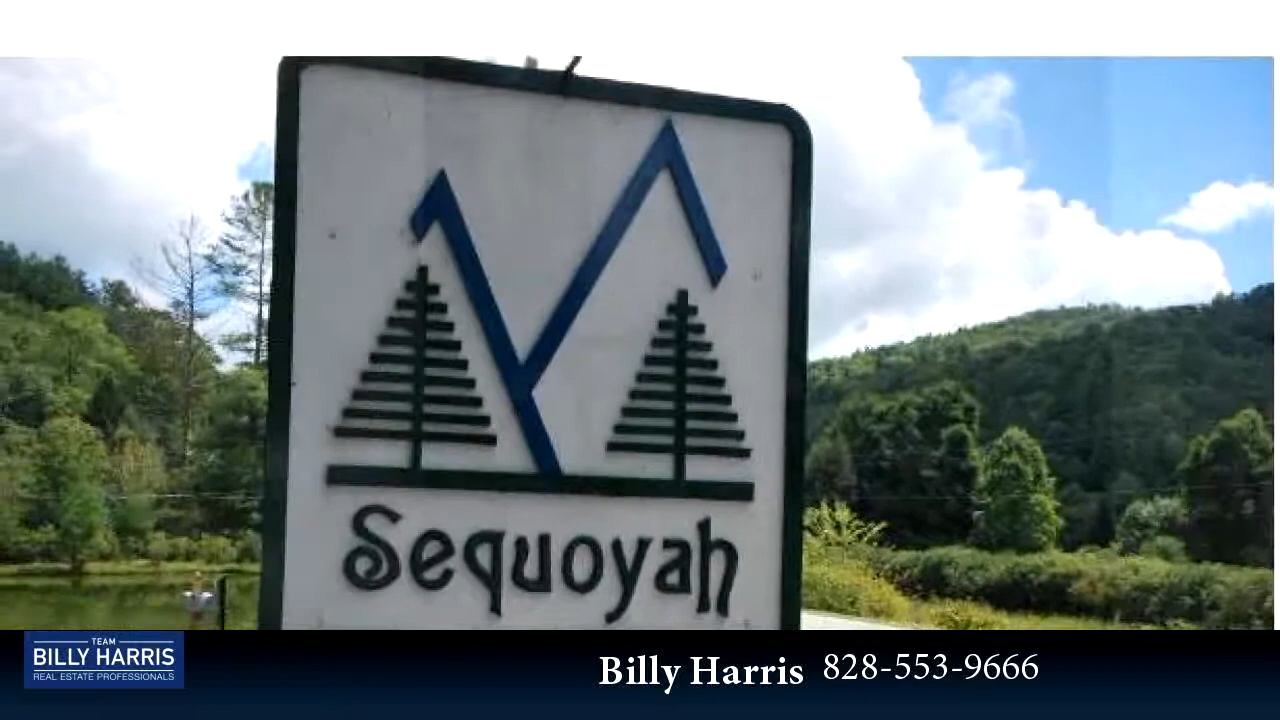 Sequoyah
TEAM
BILLY HARRIS
REAL ESTATE PROFESSIONALS
Billy Harris 828-553-9666